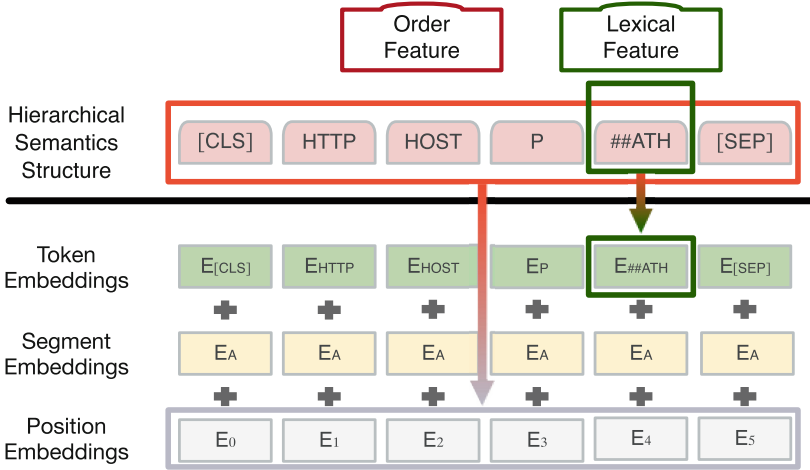 Order
Feature
Lexical
Feature
Hierarchical
Semantics
Structure
[CLS] HTTP HOST P ##ATH [SEP]
Token
Embeddings
E[CLS] EHTTP EHOST EP E##ATH E[SEP]
Segment
Embeddings
EA EA EA EA EA EA
Position
Embeddings
E0 E1 E2 E3 E4 E5